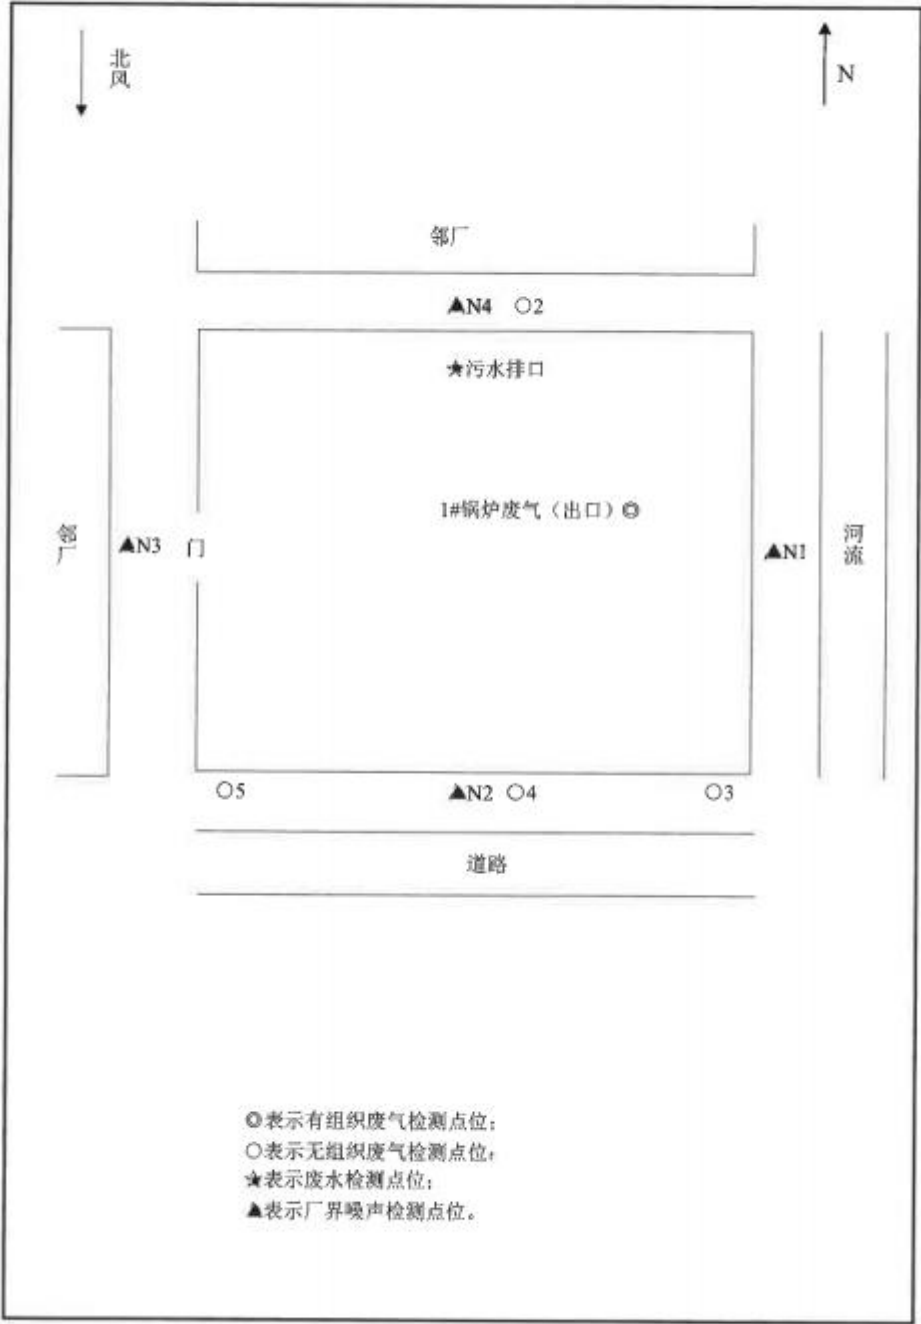 北风
N
邻厂
▲N4 ○2
★污水排口
1#锅炉废气（出口）◎
邻厂
▲N3
门
▲N1
河流
○5
▲N2 ○4
○3
道路
◎表示有组织废气检测点位；
○表示无组织废气检测点位；
★表示废水检测点位；
▲表示厂界噪声检测点位。